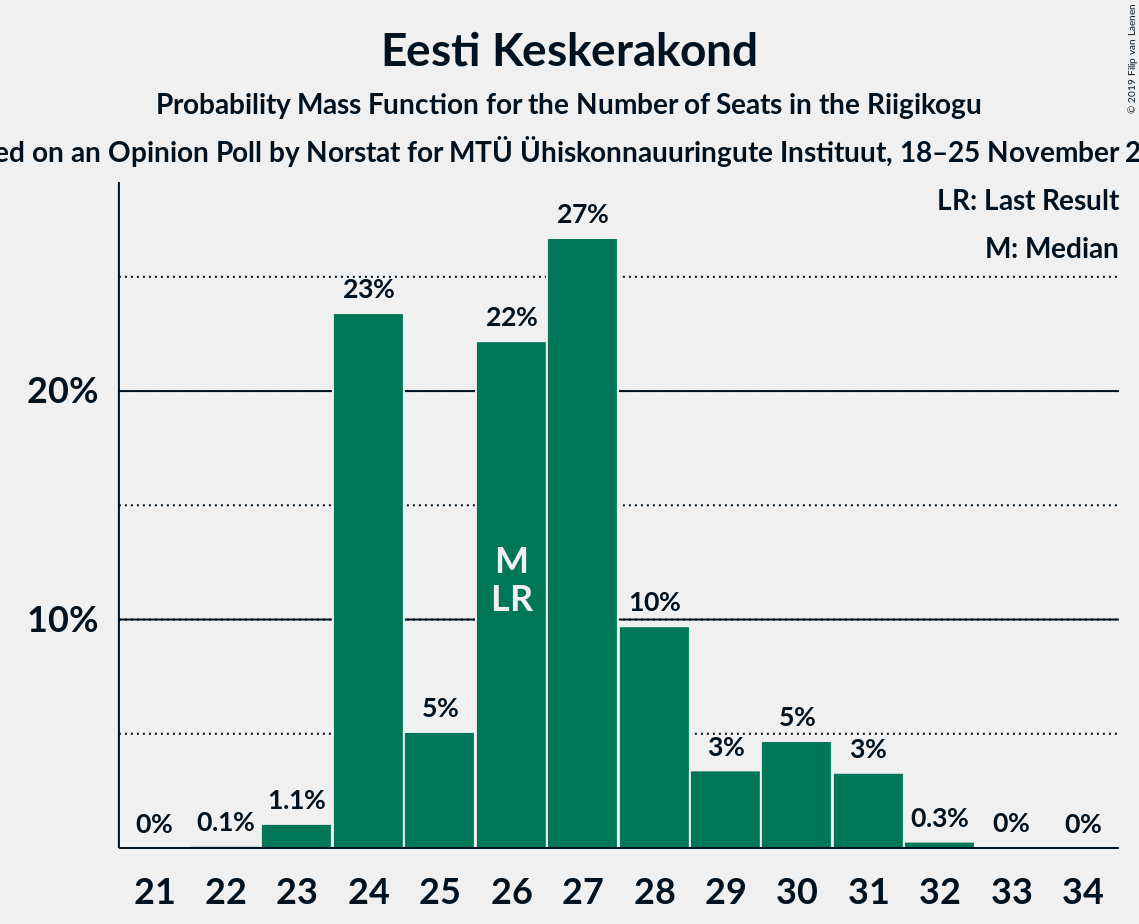 Eesti Keskerakond
Probability Mass Function for the Number of Seats in the Riigikogu
on an Opinion Poll by Norstat for MTÜ Ühiskonnauuringute Instituut, 18–25 November
© 2019 Filip van Laenen
LR: Last Result
M: Median
27%
23%
22%
20%
M
LR
10%
10%
5%
5%
3%
3%
1.1%
0.3%
0.1%
0%
0%
0%
21 22 23 24 25 26 27 28 29 30 31 32 33 34